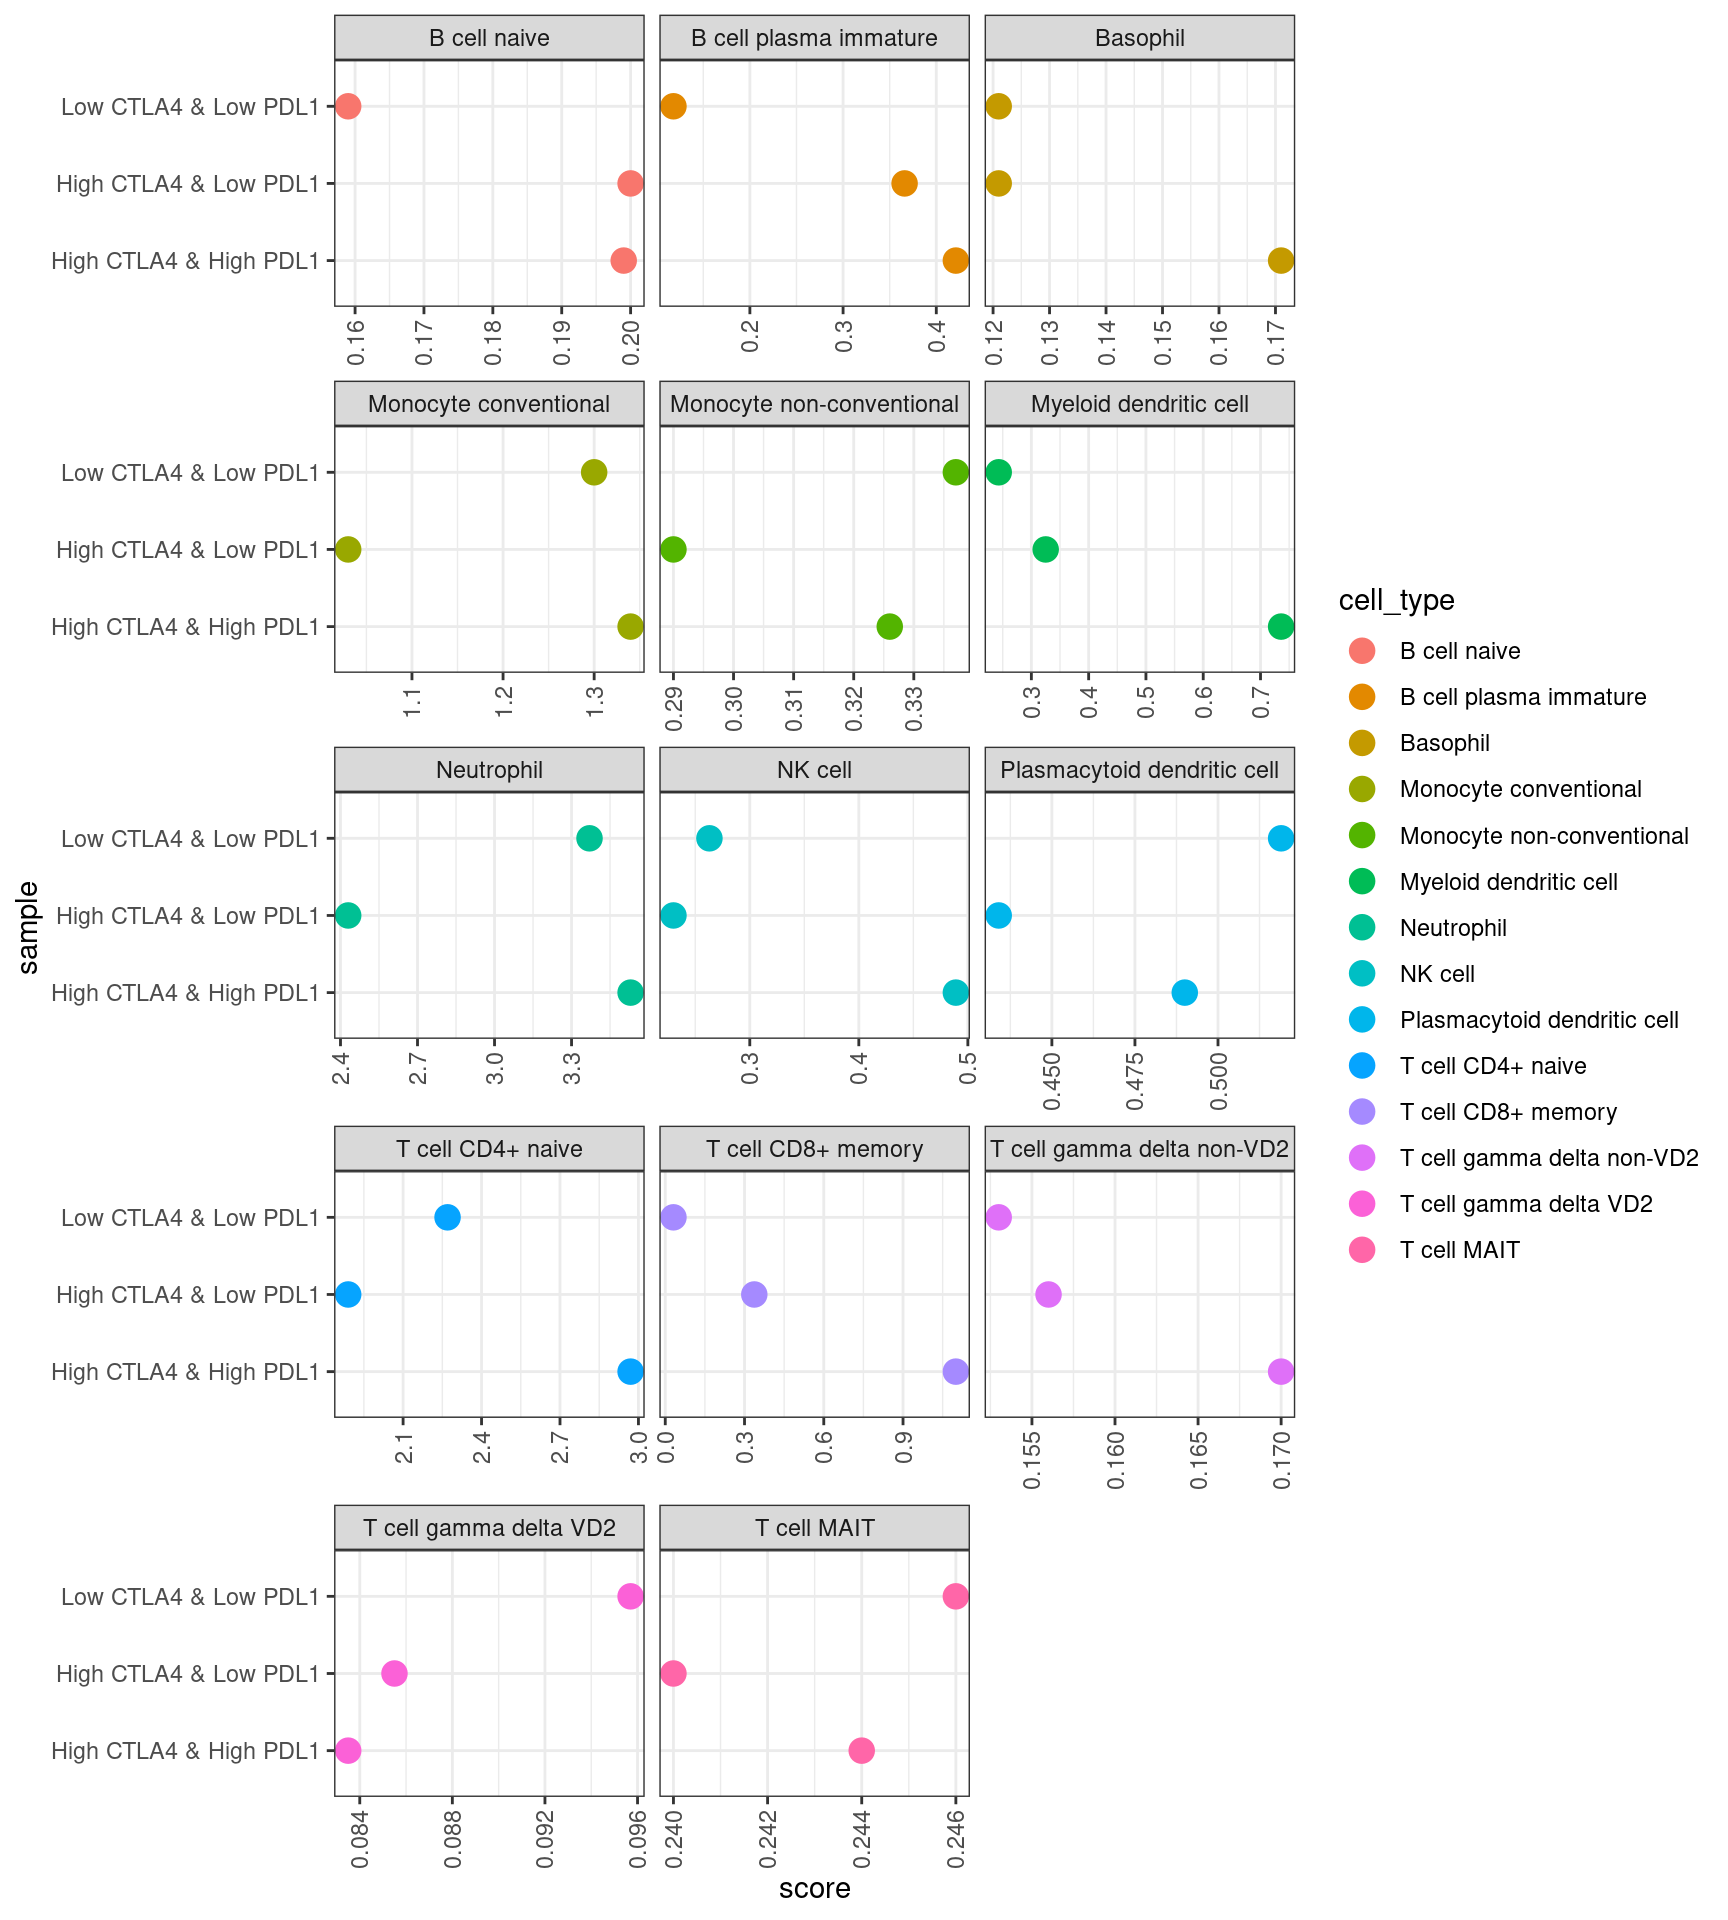 B cell naive
B cell plasma immature
Basophil
Low CTLA4 & Low PDL1
High CTLA4 & Low PDL1
High CTLA4 & High PDL1
0.16 0.17 0.18 0.19 0.20
0.2 0.3 0.4
0.12 0.13 0.14 0.15 0.16 0.17
Monocyte conventional
Monocyte non-conventional
Myeloid dendritic cell
Low CTLA4 & Low PDL1
High CTLA4 & Low PDL1
High CTLA4 & High PDL1
1.1 1.2 1.3
0.29 0.30 0.31 0.32 0.33
0.3 0.4 0.5 0.6 0.7
Neutrophil
NK cell
Plasmacytoid dendritic cell
Low CTLA4 & Low PDL1
High CTLA4 & Low PDL1
High CTLA4 & High PDL1
2.4 2.7 3.0 3.3
0.3 0.4 0.5
0.450 0.475 0.500
T cell CD4+ naive
T cell CD8+ memory
T cell gamma delta non-VD2
Low CTLA4 & Low PDL1
High CTLA4 & Low PDL1
High CTLA4 & High PDL1
2.1 2.4 2.7 3.0
0.0 0.3 0.6 0.9
0.155 0.160 0.165 0.170
T cell gamma delta VD2
T cell MAIT
Low CTLA4 & Low PDL1
High CTLA4 & Low PDL1
High CTLA4 & High PDL1
0.084 0.088 0.092 0.096
0.240 0.242 0.244 0.246
score
sample
cell_type
B cell naive
B cell plasma immature
Basophil
Monocyte conventional
Monocyte non-conventional
Myeloid dendritic cell
Neutrophil
NK cell
Plasmacytoid dendritic cell
T cell CD4+ naive
T cell CD8+ memory
T cell gamma delta non-VD2
T cell gamma delta VD2
T cell MAIT